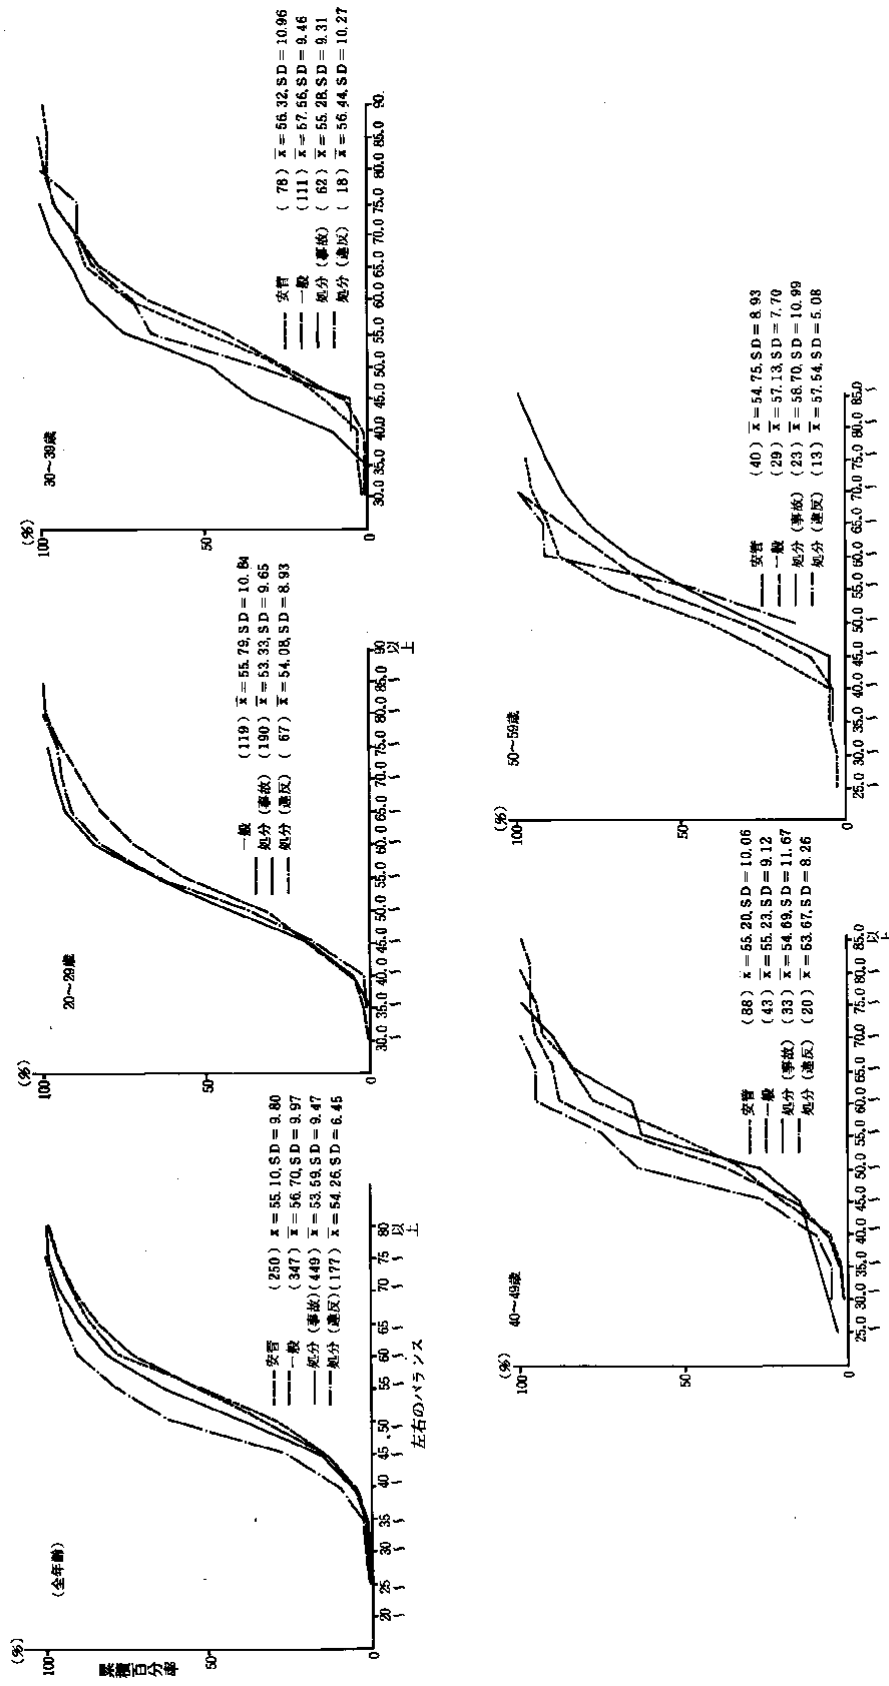 (全年齢)
(%)
100
50
0
累積百分率
20 25 30 35 40 45 50 55 60 65 70 75 80
以上
左右のバランス
安管 (250) x̄=55.10, SD=9.80
一般 (347) x̄=56.70, SD=9.97
処分(事故)(449) x̄=53.59, SD=9.47
処分(違反)(177) x̄=54.26, SD=6.45
20〜29歳
(%)
100
50
0
30.0 35.0 40.0 45.0 50.0 55.0 60.0 65.0 70.0 75.0 80.0 85.0 90
以上
一般 (119) x̄=55.79, SD=10.84
処分(事故)(190) x̄=53.33, SD=9.65
処分(違反)( 67) x̄=54.08, SD=8.93
30〜39歳
(%)
100
50
0
30.0 35.0 40.0 45.0 50.0 55.0 60.0 65.0 70.0 75.0 80.0 85.0 90.
安管 ( 78) x̄=56.32, SD=10.96
一般 (111) x̄=57.56, SD=9.46
処分(事故)( 62) x̄=55.28, SD=9.31
処分(違反)( 18) x̄=56.44, SD=10.27
40〜49歳
(%)
100
50
0
25.0 30.0 35.0 40.0 45.0 50.0 55.0 60.0 65.0 70.0 75.0 80.0 85.0
以上
安管 (88) x̄=55.20, SD=10.06
一般 (43) x̄=55.23, SD=9.12
処分(事故)(33) x̄=54.69, SD=11.67
処分(違反)(20) x̄=53.67, SD=8.26
50〜59歳
(%)
100
50
0
25.0 30.0 35.0 40.0 45.0 50.0 55.0 60.0 65.0 70.0 75.0 80.0 85.0
安管 (40) x̄=54.75, SD=8.93
一般 (29) x̄=57.13, SD=7.70
処分(事故)(23) x̄=58.70, SD=10.99
処分(違反)(13) x̄=57.54, SD=5.08